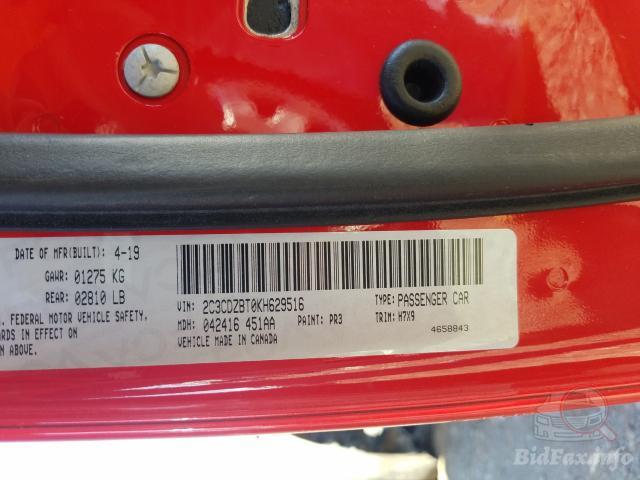 DATE OF MFR(BUILT): 4-19
GAWR: 01275 KG
REAR: 02810 LB
FEDERAL MOTOR VEHICLE SAFETY.
ARDS IN EFFECT ON
N ABOVE.
VIN: 2C3CDZBT0KH629516
TYPE: PASSENGER CAR
MDH: 042416 451AA
PAINT: PR3
TRIM: H7X9
VEHICLE MADE IN CANADA
4658843
BidFax.info